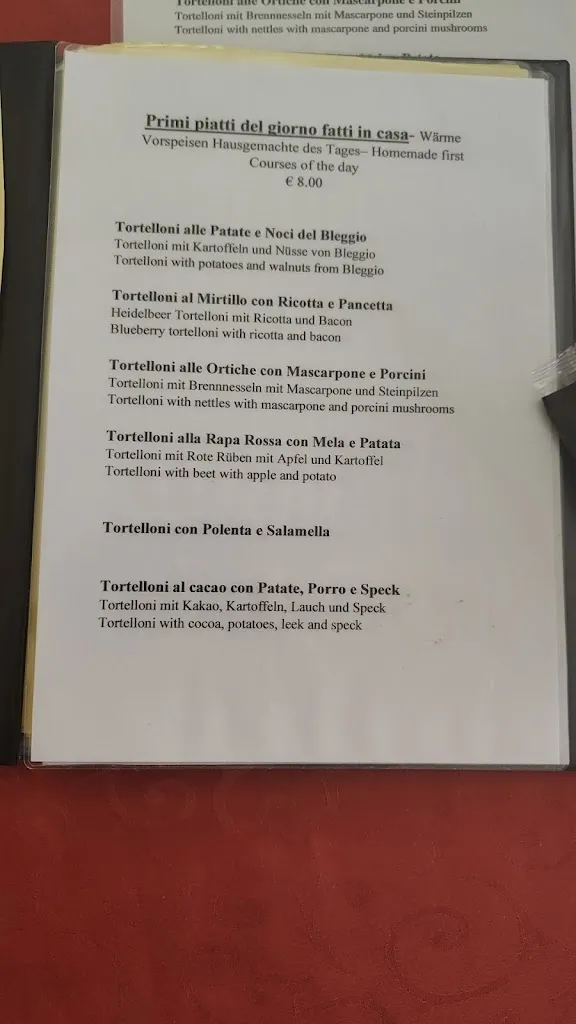 Tortelloni alle Ortiche con Mascarpone e Porcini
Tortelloni mit Brennnesseln mit Mascarpone und Steinpilzen
Tortelloni with nettles with mascarpone and porcini mushrooms
Primi piatti del giorno fatti in casa- Wärme
Vorspeisen Hausgemachte des Tages– Homemade first
Courses of the day
€ 8.00
Tortelloni alle Patate e Noci del Bleggio
Tortelloni mit Kartoffeln und Nüsse von Bleggio
Tortelloni with potatoes and walnuts from Bleggio
Tortelloni al Mirtillo con Ricotta e Pancetta
Heidelbeer Tortelloni mit Ricotta und Bacon
Blueberry tortelloni with ricotta and bacon
Tortelloni alle Ortiche con Mascarpone e Porcini
Tortelloni mit Brennnesseln mit Mascarpone und Steinpilzen
Tortelloni with nettles with mascarpone and porcini mushrooms
Tortelloni alla Rapa Rossa con Mela e Patata
Tortelloni mit Rote Rüben mit Apfel und Kartoffel
Tortelloni with beet with apple and potato
Tortelloni con Polenta e Salamella
Tortelloni al cacao con Patate, Porro e Speck
Tortelloni mit Kakao, Kartoffeln, Lauch und Speck
Tortelloni with cocoa, potatoes, leek and speck